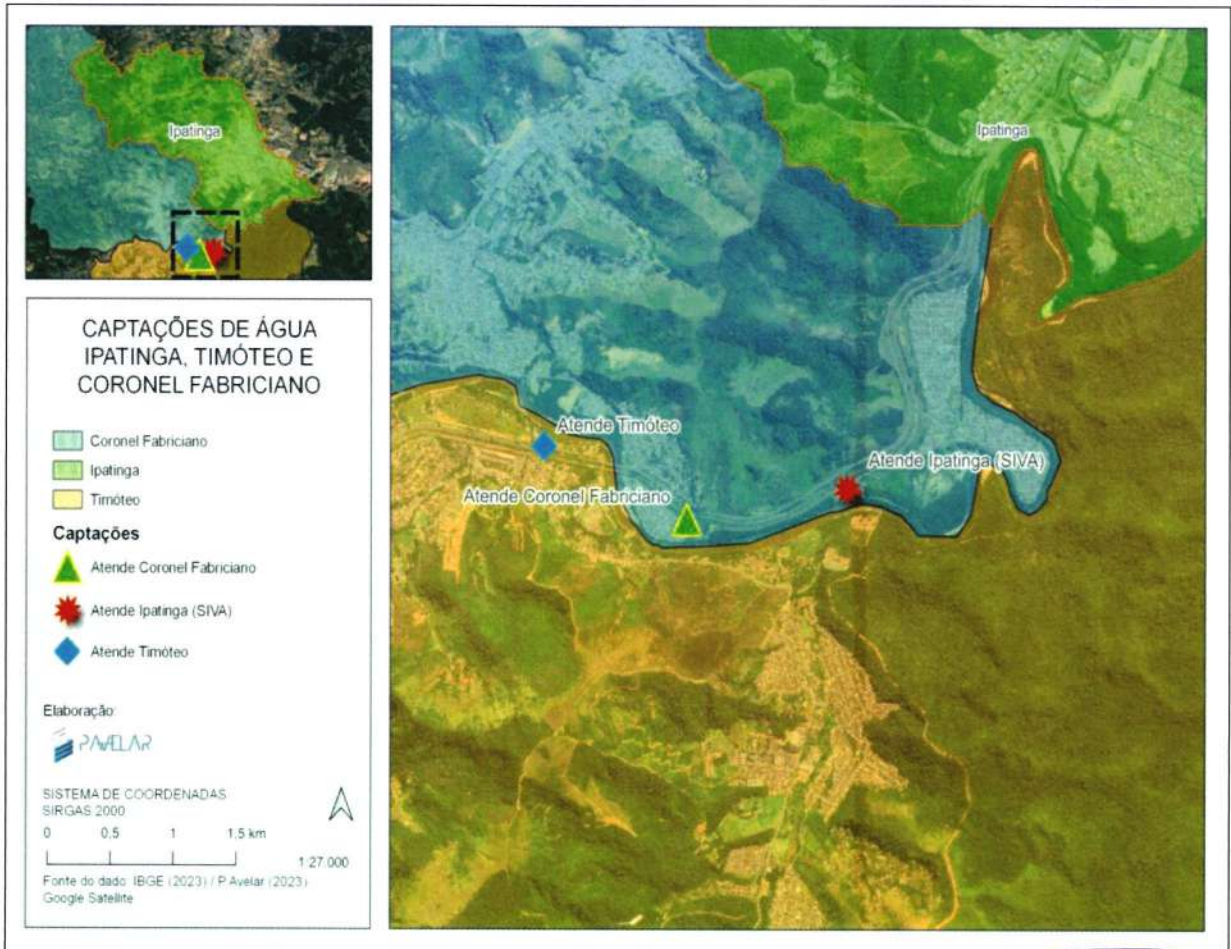 Ipatinga
CAPTAÇÕES DE ÁGUA
IPATINGA, TIMÓTEO E
CORONEL FABRICIANO
Coronel Fabriciano
Ipatinga
Timóteo
Captações
Atende Coronel Fabriciano
Atende Ipatinga (SIVA)
Atende Timóteo
Elaboração:
PAVELAR
SISTEMA DE COORDENADAS
SIRGAS 2000
0 0,5 1 1,5 km
1:27.000
Fonte do dado: IBGE (2023) / P.Avelar (2023)
Google Satellite
Ipatinga
Atende Timóteo
Atende Ipatinga (SIVA)
Atende Coronel Fabriciano